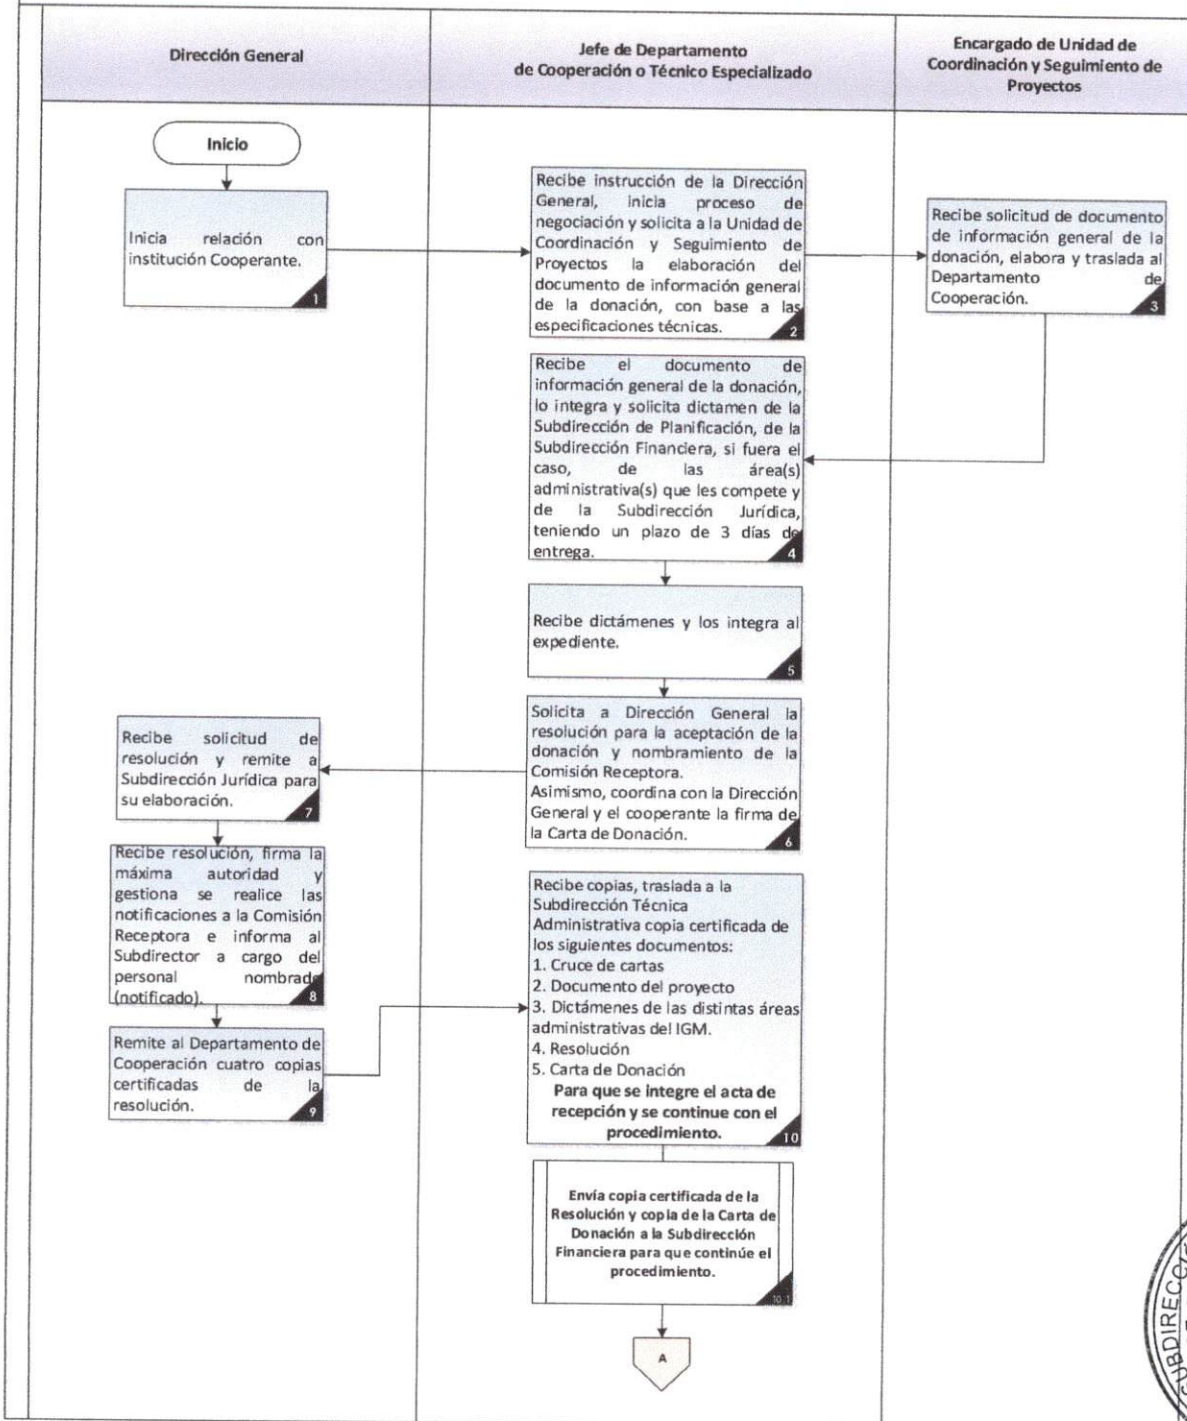 Dirección General
Jefe de Departamento
de Cooperación o Técnico Especializado
Encargado de Unidad de
Coordinación y Seguimiento de
Proyectos
Inicio
Inicia relación con
institución Cooperante.
1
Recibe instrucción de la Dirección
General, inicia proceso de
negociación y solicita a la Unidad de
Coordinación y Seguimiento de
Proyectos la elaboración del
documento de información general
de la donación, con base a las
especificaciones técnicas.
2
Recibe solicitud de documento
de información general de la
donación, elabora y traslada al
Departamento de
Cooperación.
3
Recibe el documento de
información general de la donación,
lo integra y solicita dictamen de la
Subdirección de Planificación, de la
Subdirección Financiera, si fuera el
caso, de las área(s)
administrativa(s) que les compete y
de la Subdirección Jurídica,
teniendo un plazo de 3 días de
entrega.
4
Recibe dictámenes y los integra al
expediente.
5
Solicita a Dirección General la
resolución para la aceptación de la
donación y nombramiento de la
Comisión Receptora.
Asimismo, coordina con la Dirección
General y el cooperante la firma de
la Carta de Donación.
6
Recibe solicitud de
resolución y remite a
Subdirección Jurídica para
su elaboración.
7
Recibe resolución, firma la
máxima autoridad y
gestiona se realice las
notificaciones a la Comisión
Receptora e informa al
Subdirector a cargo del
personal nombrado
(notificado).
8
Remite al Departamento de
Cooperación cuatro copias
certificadas de la
resolución.
9
Recibe copias, traslada a la
Subdirección Técnica
Administrativa copia certificada de
los siguientes documentos:
1. Cruce de cartas
2. Documento del proyecto
3. Dictámenes de las distintas áreas
administrativas del IGM.
4. Resolución
5. Carta de Donación
Para que se integre el acta de
recepción y se continue con el
procedimiento.
10
Envía copia certificada de la
Resolución y copia de la Carta de
Donación a la Subdirección
Financiera para que continúe el
procedimiento.
10.1
A